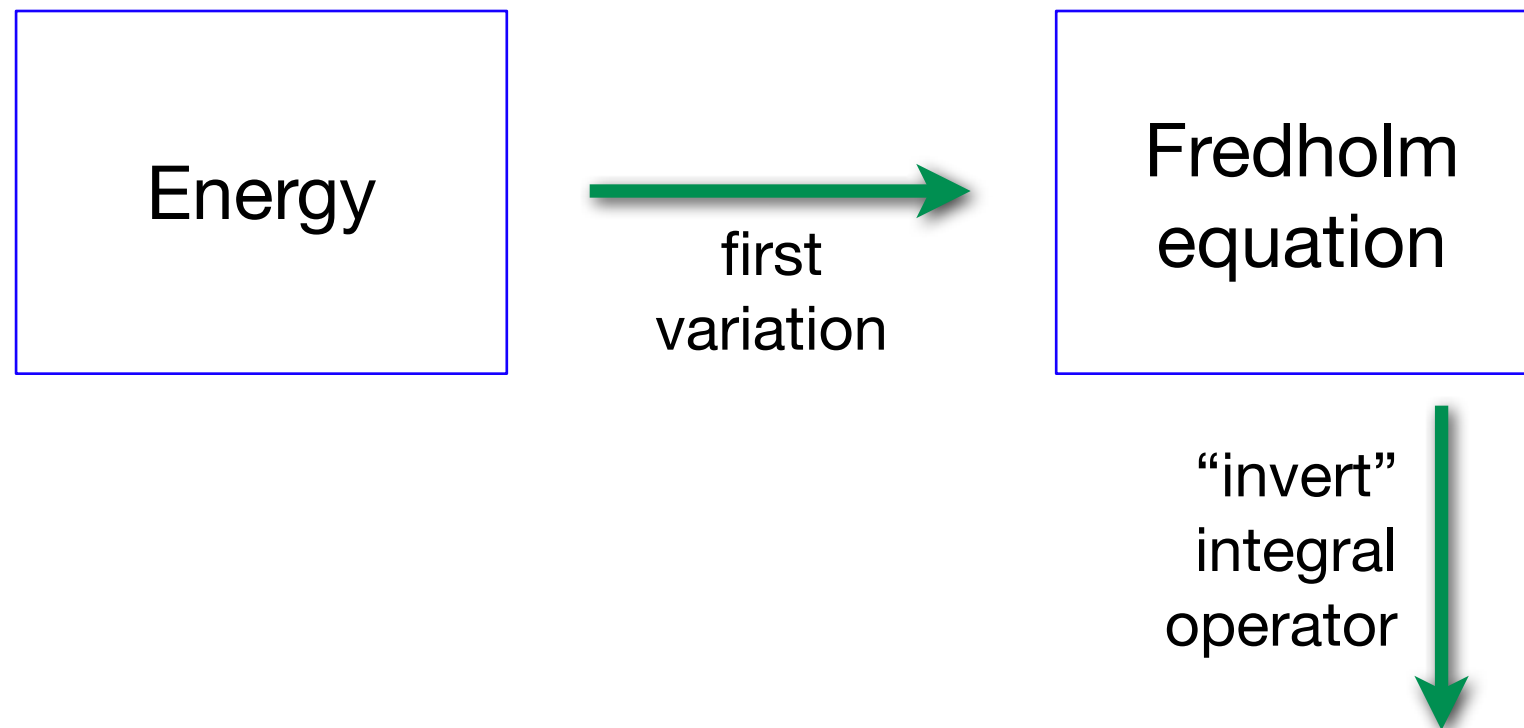 Energy
first
variation
Fredholm
equation
“invert”
integral
operator